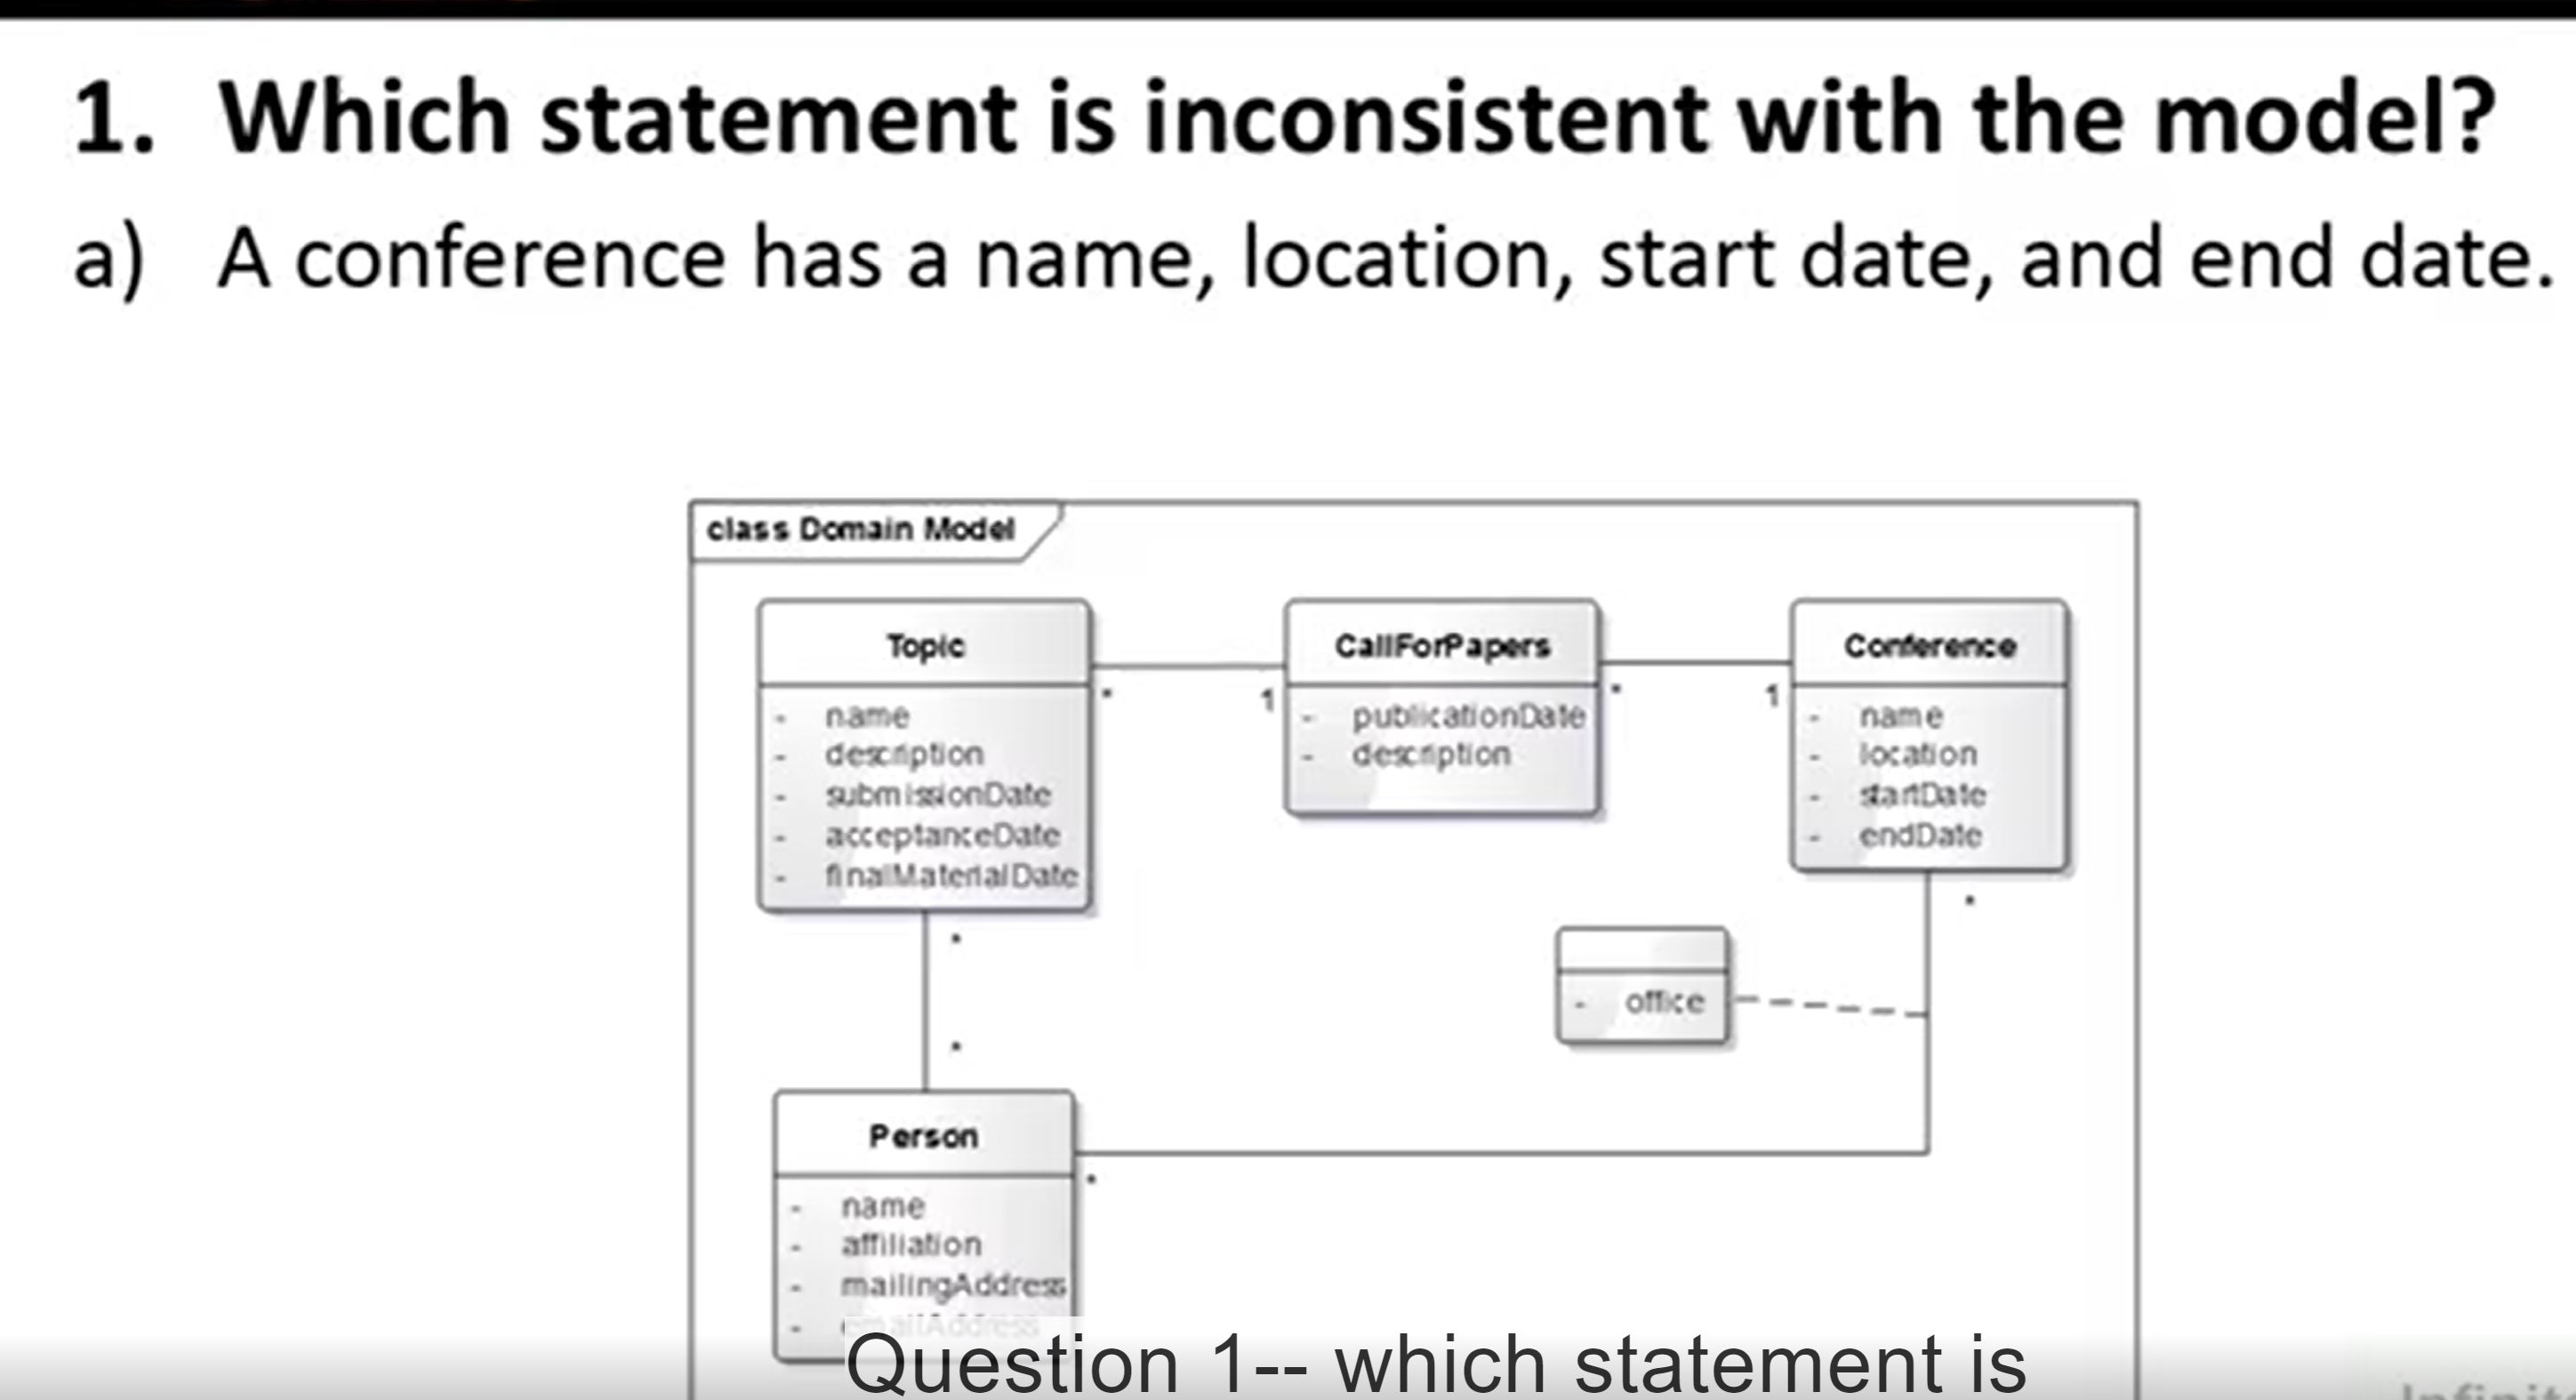 1. Which statement is inconsistent with the model?
a) A conference has a name, location, start date, and end date.
class Domain Model
Topic
- name
- description
- submissionDate
- acceptanceDate
- finalMaterialDate
* 1
CallForPapers
- publicationDate
- description
* 1
Conference
- name
- location
- startDate
- endDate
*
- office
*
*
Person
*
- name
- affiliation
- mailingAddress
- emailAddress
Question 1-- which statement is